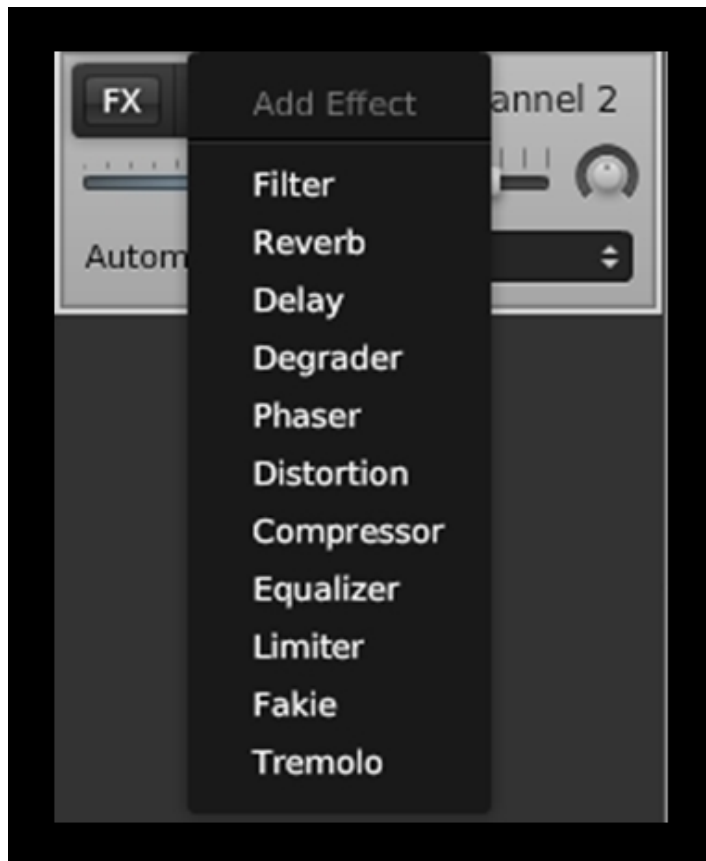 FX
Add Effect
annel 2
Filter
Reverb
Autom
Delay
Degrader
Phaser
Distortion
Compressor
Equalizer
Limiter
Fakie
Tremolo